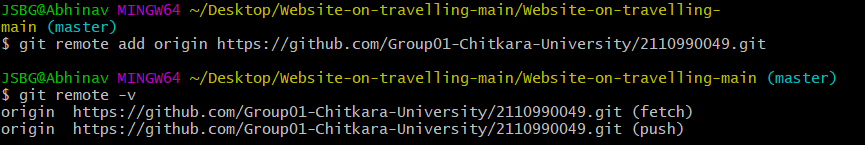 JSBG@Abhinav MINGW64 ~/Desktop/Website-on-travelling-main/Website-on-travelling-
main (master)
$ git remote add origin https://github.com/Group01-Chitkara-University/2110990049.git
JSBG@Abhinav MINGW64 ~/Desktop/Website-on-travelling-main/Website-on-travelling-main (master)
$ git remote -v
origin  https://github.com/Group01-Chitkara-University/2110990049.git (fetch)
origin  https://github.com/Group01-Chitkara-University/2110990049.git (push)